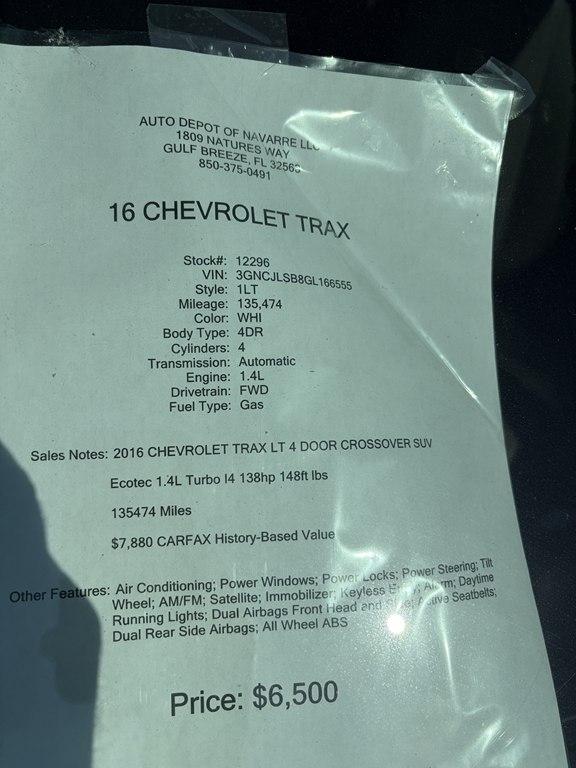 AUTO DEPOT OF NAVARRE LLC
1809 NATURES WAY
GULF BREEZE, FL 3256
850-375-0491
16 CHEVROLET TRAX
Stock#: 12296
VIN: 3GNCJLSB8GL166555
Style: 1LT
Mileage: 135,474
Color: WHI
Body Type: 4DR
Cylinders: 4
Transmission: Automatic
Engine: 1.4L
Drivetrain: FWD
Fuel Type: Gas
Sales Notes: 2016 CHEVROLET TRAX LT 4 DOOR CROSSOVER SUV
Ecotec 1.4L Turbo I4 138hp 148ft lbs
135474 Miles
$7,880 CARFAX History-Based Value
Other Features: Air Conditioning; Power Windows; Power Locks; Power Steering; Tilt
Wheel; AM/FM; Satellite; Immobilizer; Keyless Entry; Alarm; Daytime
Running Lights; Dual Airbags Front Head and Side; Active Seatbelts;
Dual Rear Side Airbags; All Wheel ABS
Price: $6,500